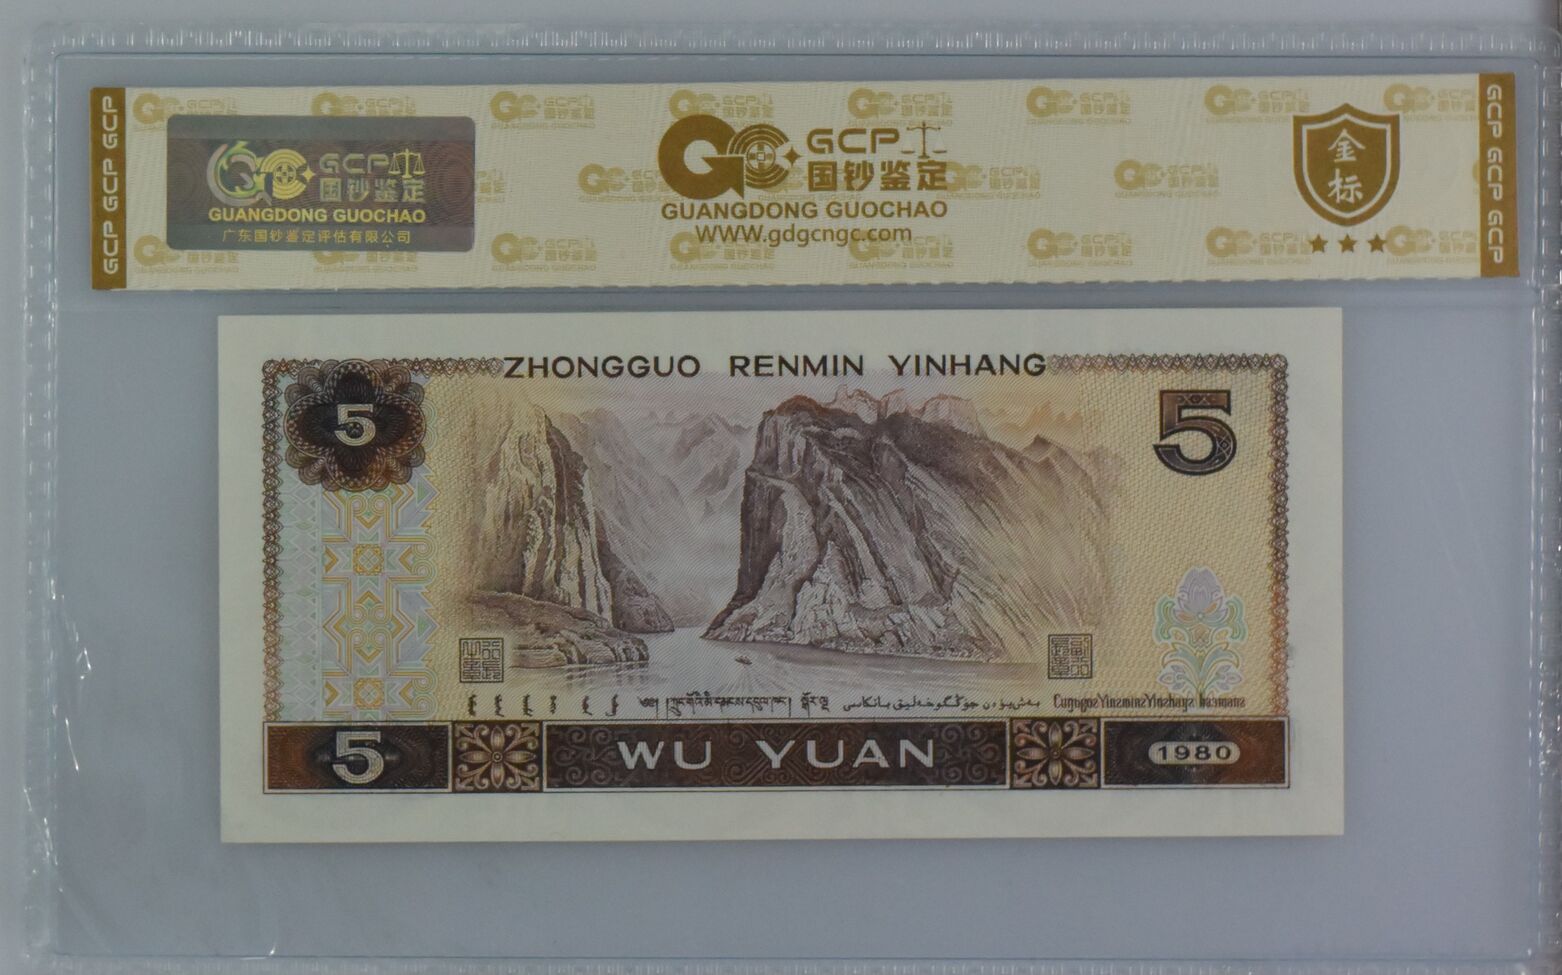 GCP GCP GCP
GCP
国钞鉴定
GUANGDONG GUOCHAO
广东国钞鉴定评估有限公司
GCP
国钞鉴定
GUANGDONG GUOCHAO
WWW.gdgcngc.com
金标
GCP GCP GCP
ZHONGGUO RENMIN YINHANG
5
5
5
WU YUAN
1980